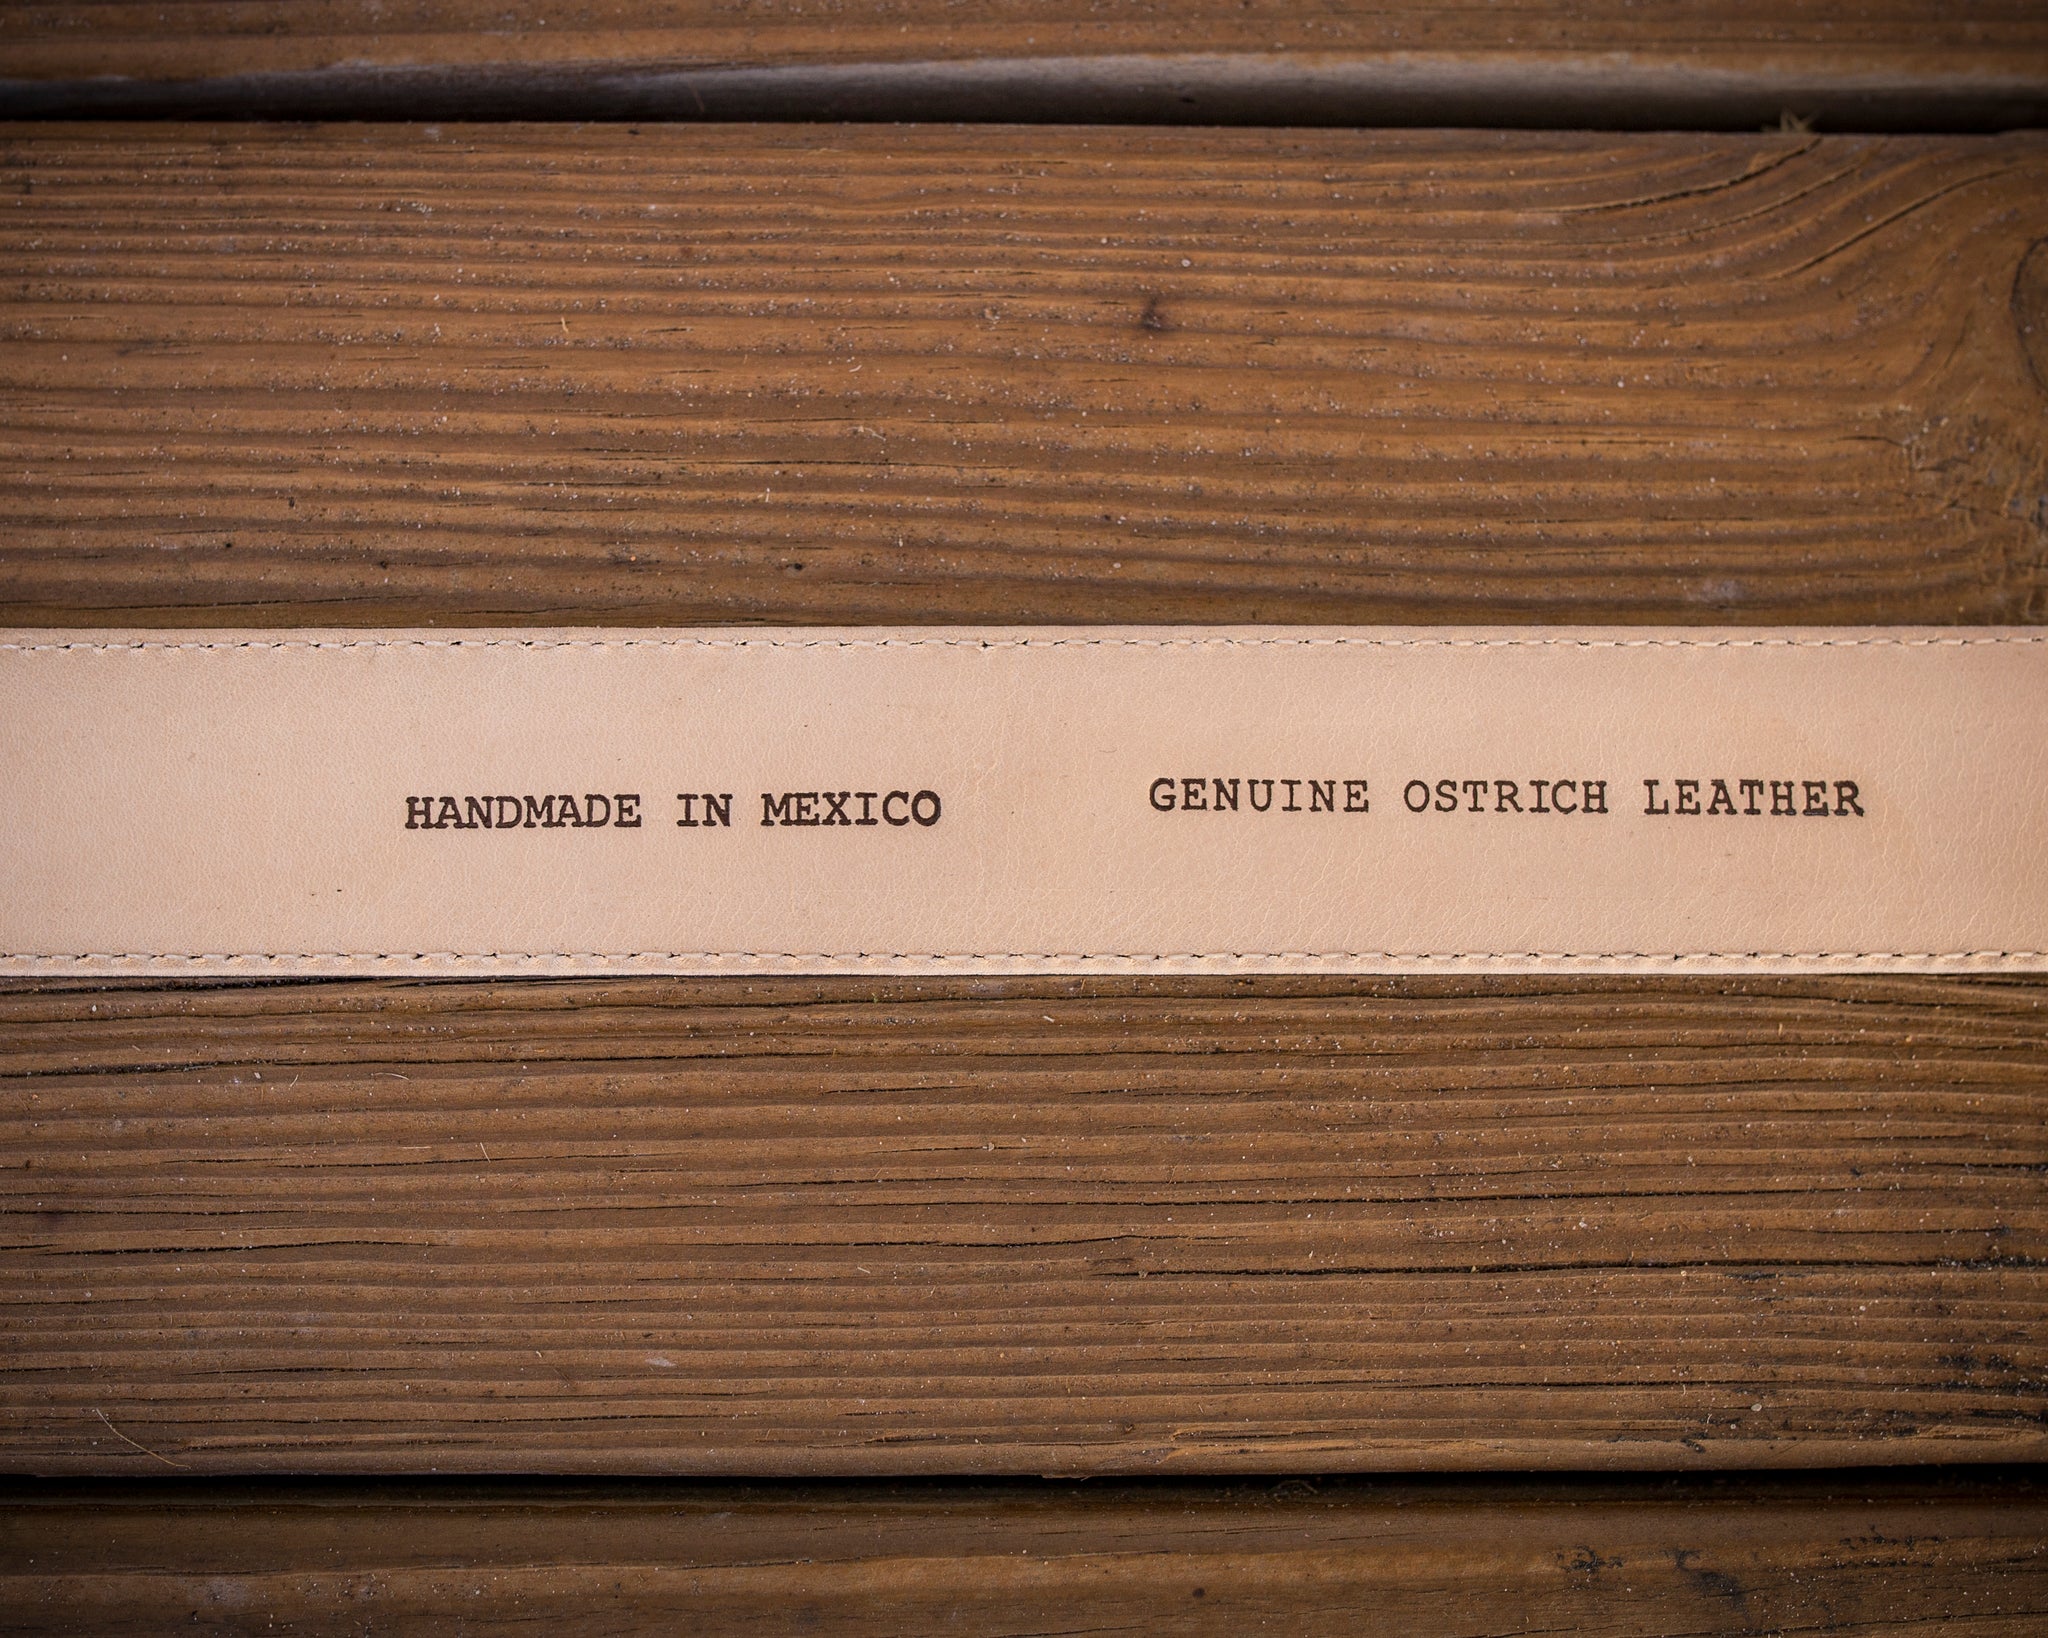 HANDMADE IN MEXICO
GENUINE OSTRICH LEATHER